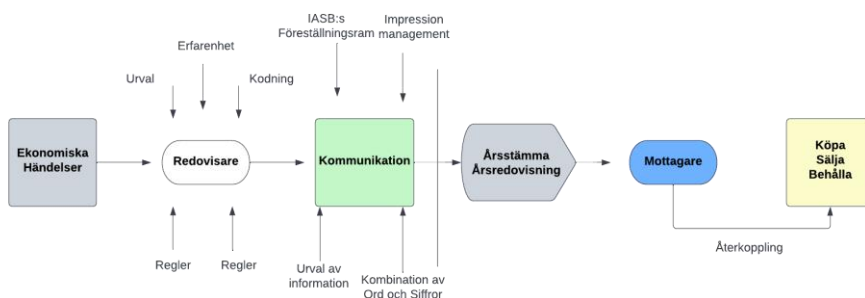 IASB:s
Föreställningsram
Impression
management
Erfarenhet
Urval
Kodning
Ekonomiska
Händelser
Redovisare
Kommunikation
Årsstämma
Årsredovisning
Mottagare
Köpa
Sälja
Behålla
Återkoppling
Regler
Regler
Urval av
information
Kombination av
Ord och Siffror